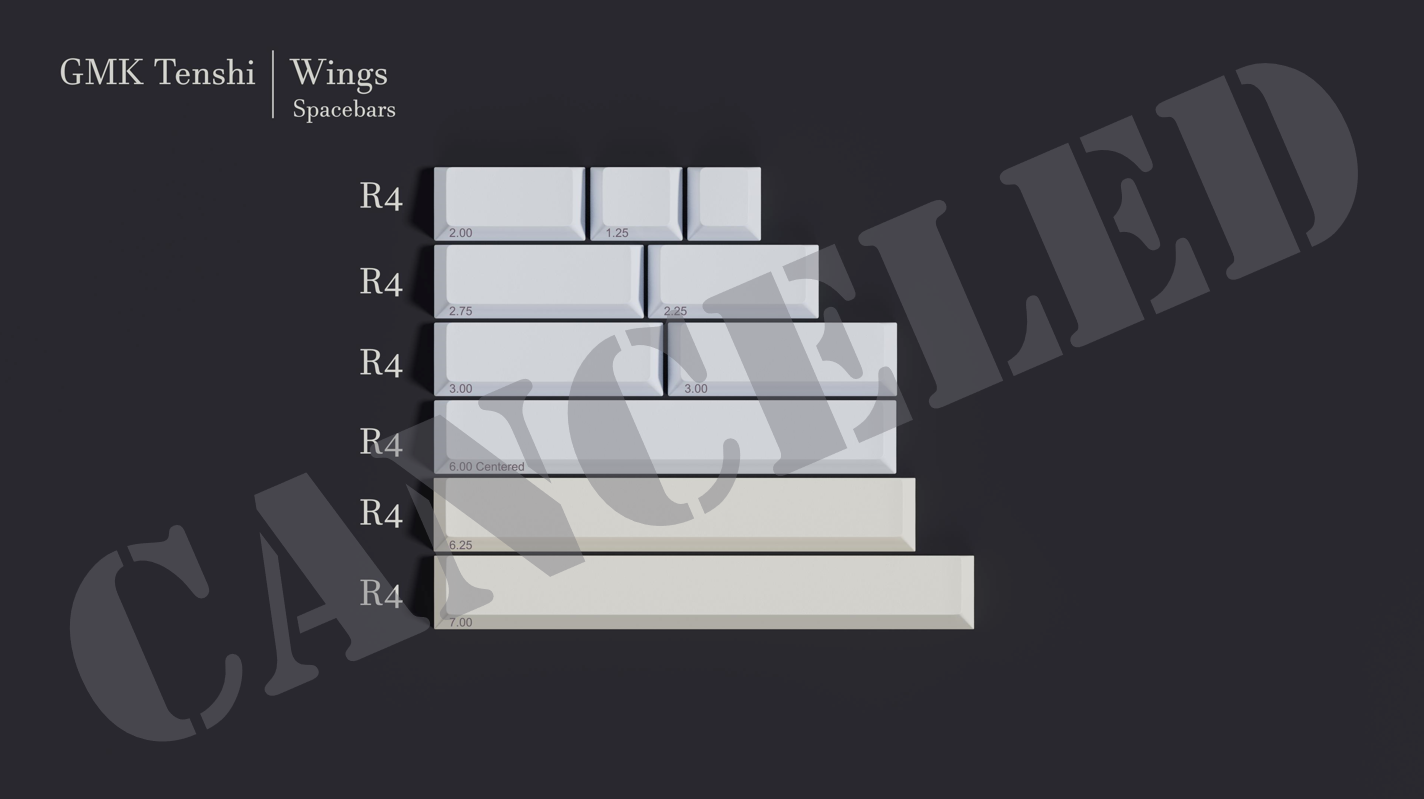 GMK Tenshi
Wings
Spacebars
R4
2.00
1.25
R4
2.75
2.25
R4
3.00
3.00
R4
6.00 Centered
R4
6.25
R4
7.00
CANCELED